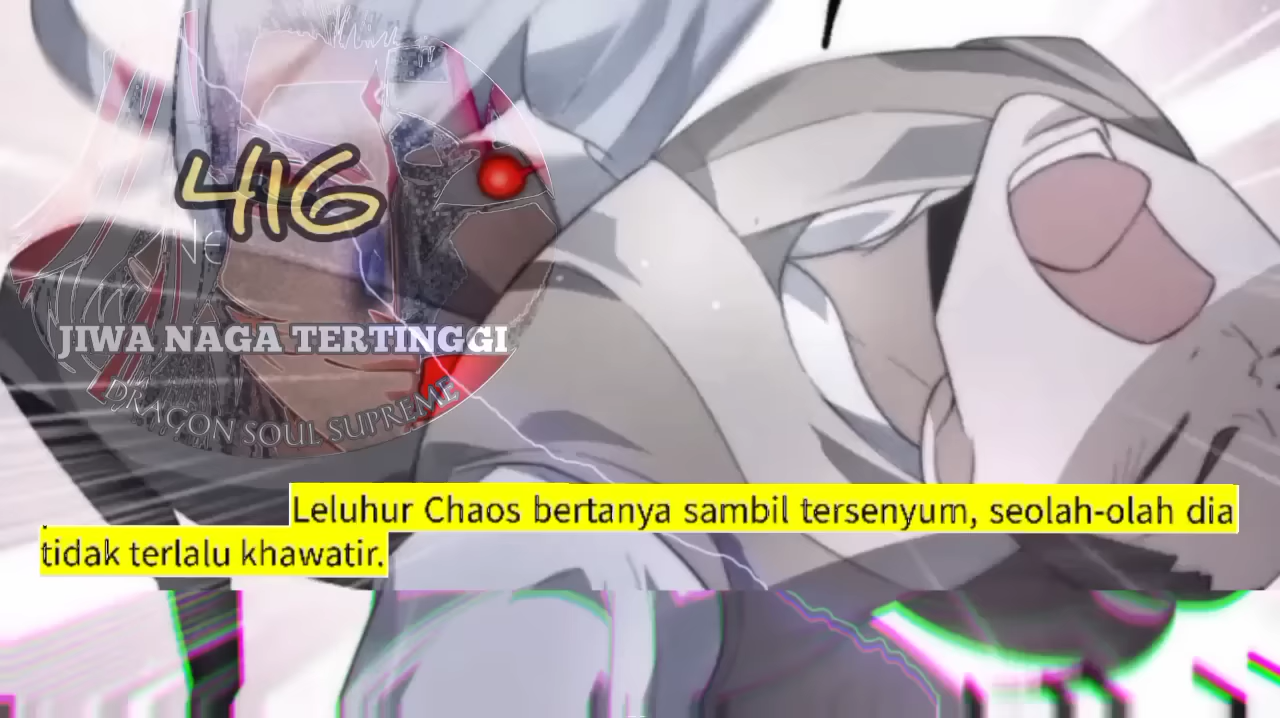 416
JIWA NAGA TERTINGGI
DRAGON SOUL SUPREME
Leluhur Chaos bertanya sambil tersenyum, seolah-olah dia
tidak terlalu khawatir.